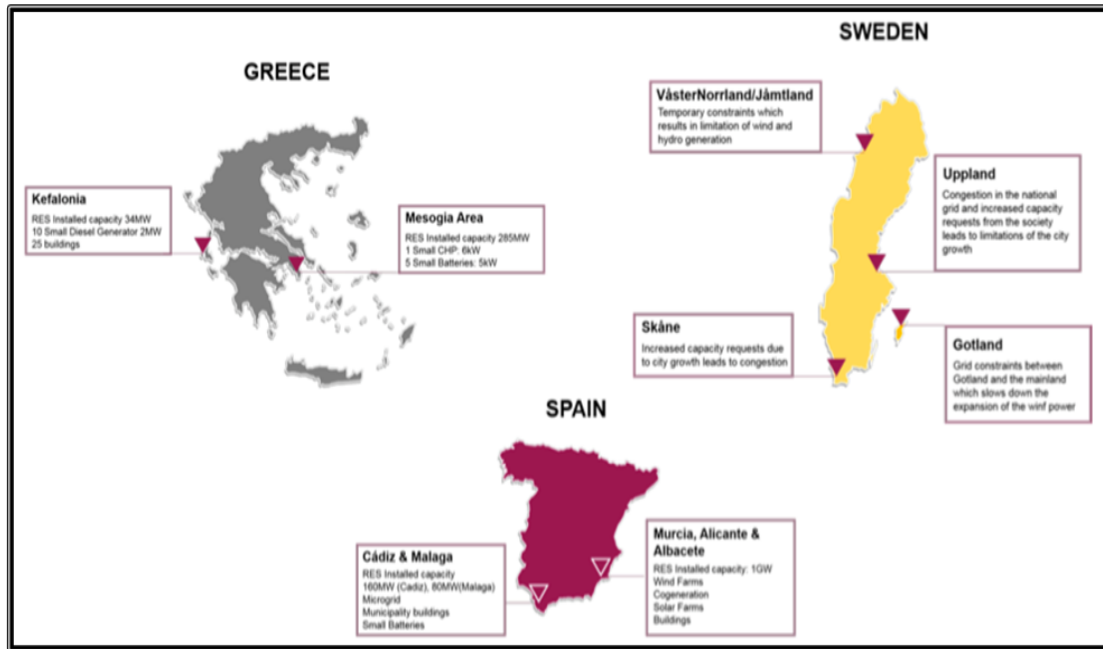 GREECE
Kefalonia
RES Installed capacity 34MW
10 Small Diesel Generator 2MW
25 buildings
Mesogia Area
RES Installed capacity 285MW
1 Small CHP: 6kW
5 Small Batteries: 5kW
SWEDEN
VåsterNorrland/Jåmtland
Temporary constraints which
results in limitation of wind and
hydro generation
Uppland
Congestion in the national
grid and increased capacity
requests from the society
leads to limitations of the city
growth
Skåne
Increased capacity requests due
to city growth leads to congestion
Gotland
Grid constraints between
Gotland and the mainland
which slows down the
expansion of the winf power
SPAIN
Cádiz & Malaga
RES Installed capacity
160MW (Cadiz), 80MW(Malaga)
Microgrid
Municipality buildings
Small Batteries
Murcia, Alicante &
Albacete
RES Installed capacity: 1GW
Wind Farms
Cogeneration
Solar Farms
Buildings